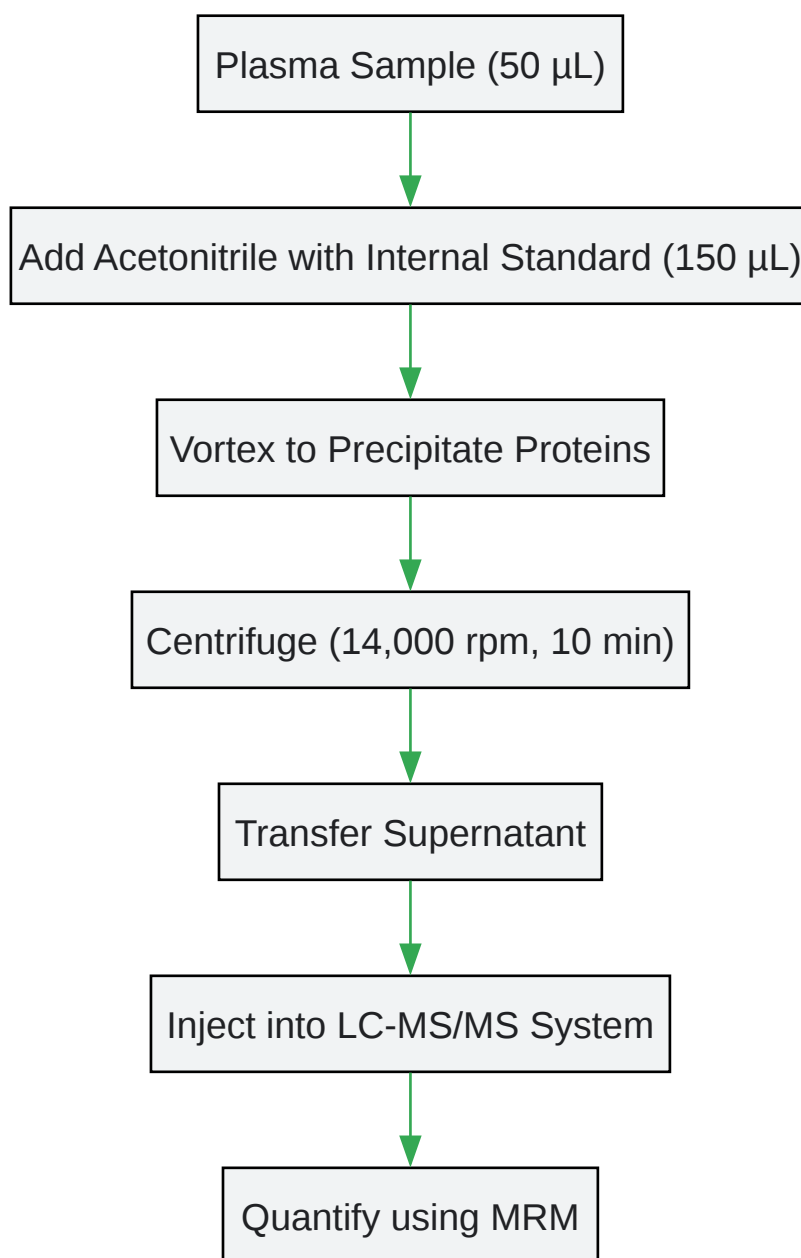 Plasma Sample (50 µL)
Add Acetonitrile with Internal Standard (150 µL)
Vortex to Precipitate Proteins
Centrifuge (14,000 rpm, 10 min)
Transfer Supernatant
Inject into LC-MS/MS System
Quantify using MRM